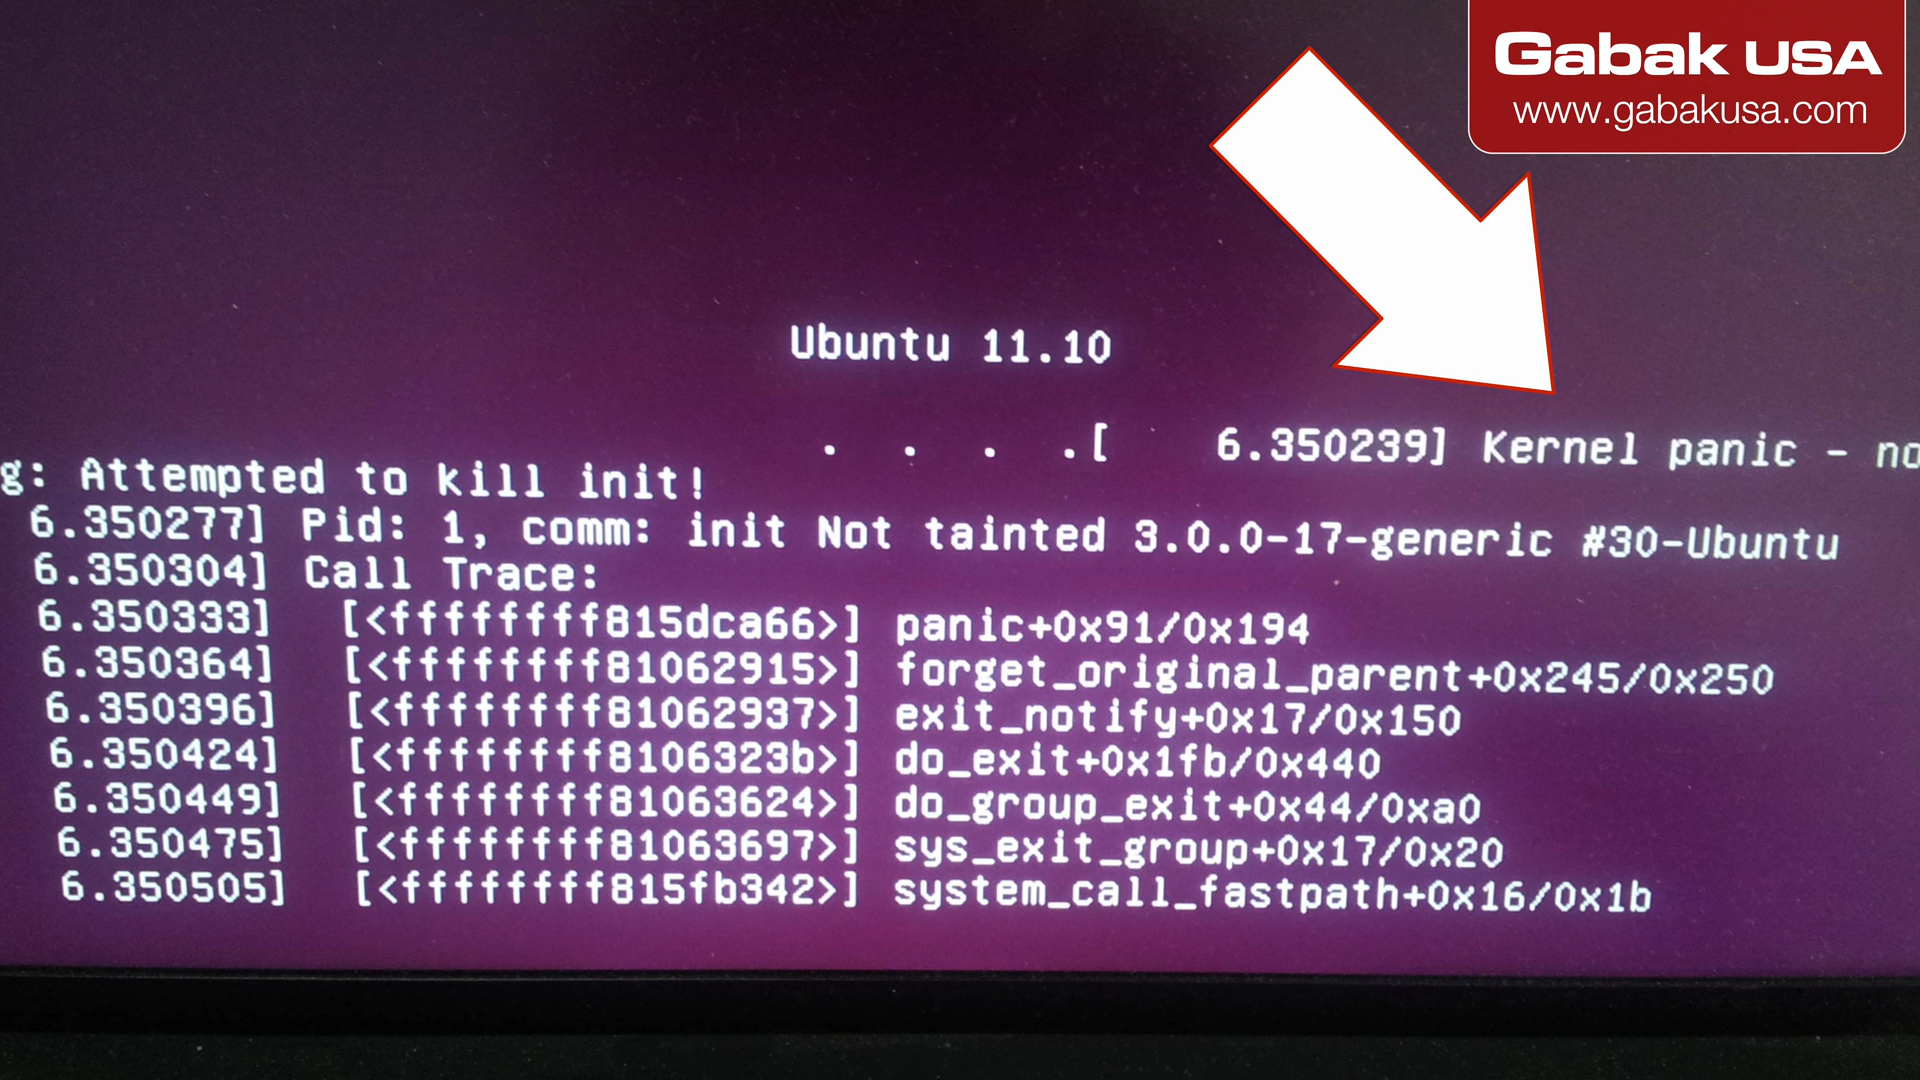 Gabak USA
www.gabakusa.com
Ubuntu 11.10
. . . .[ 6.350239] Kernel panic - no
g: Attempted to kill init!
6.350277] Pid: 1, comm: init Not tainted 3.0.0-17-generic #30-Ubuntu
6.350304] Call Trace:
6.350333] [<ffffffff815dca66>] panic+0x91/0x194
6.350364] [<ffffffff81062915>] forget_original_parent+0x245/0x250
6.350396] [<ffffffff81062937>] exit_notify+0x17/0x150
6.350424] [<ffffffff8106323b>] do_exit+0x1fb/0x440
6.350449] [<ffffffff81063624>] do_group_exit+0x44/0xa0
6.350475] [<ffffffff81063697>] sys_exit_group+0x17/0x20
6.350505] [<ffffffff815fb342>] system_call_fastpath+0x16/0x1b